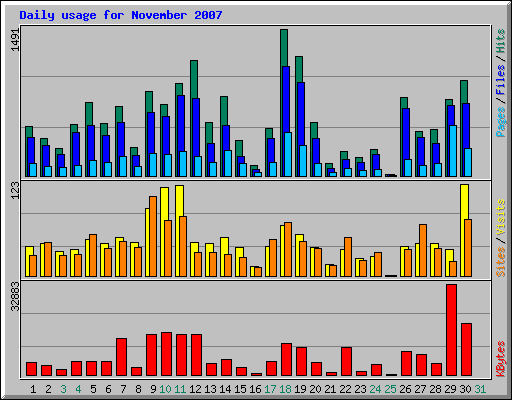 Daily usage for November 2007
1491
Pages / Files / Hits
123
Sites / Visits
32883
KBytes
1 2 3 4 5 6 7 8 9 10 11 12 13 14 15 16 17 18 19 20 21 22 23 24 25 26 27 28 29 30 31